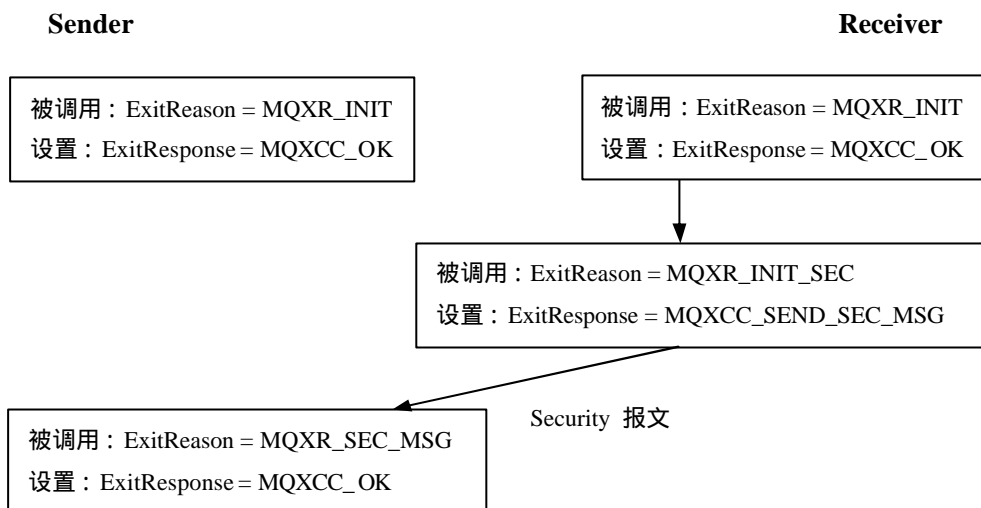 Sender
Receiver
被调用：ExitReason = MQXR_INIT
设置：ExitResponse = MQXCC_OK
被调用：ExitReason = MQXR_INIT
设置：ExitResponse = MQXCC_OK
被调用：ExitReason = MQXR_INIT_SEC
设置：ExitResponse = MQXCC_SEND_SEC_MSG
Security 报文
被调用：ExitReason = MQXR_SEC_MSG
设置：ExitResponse = MQXCC_OK